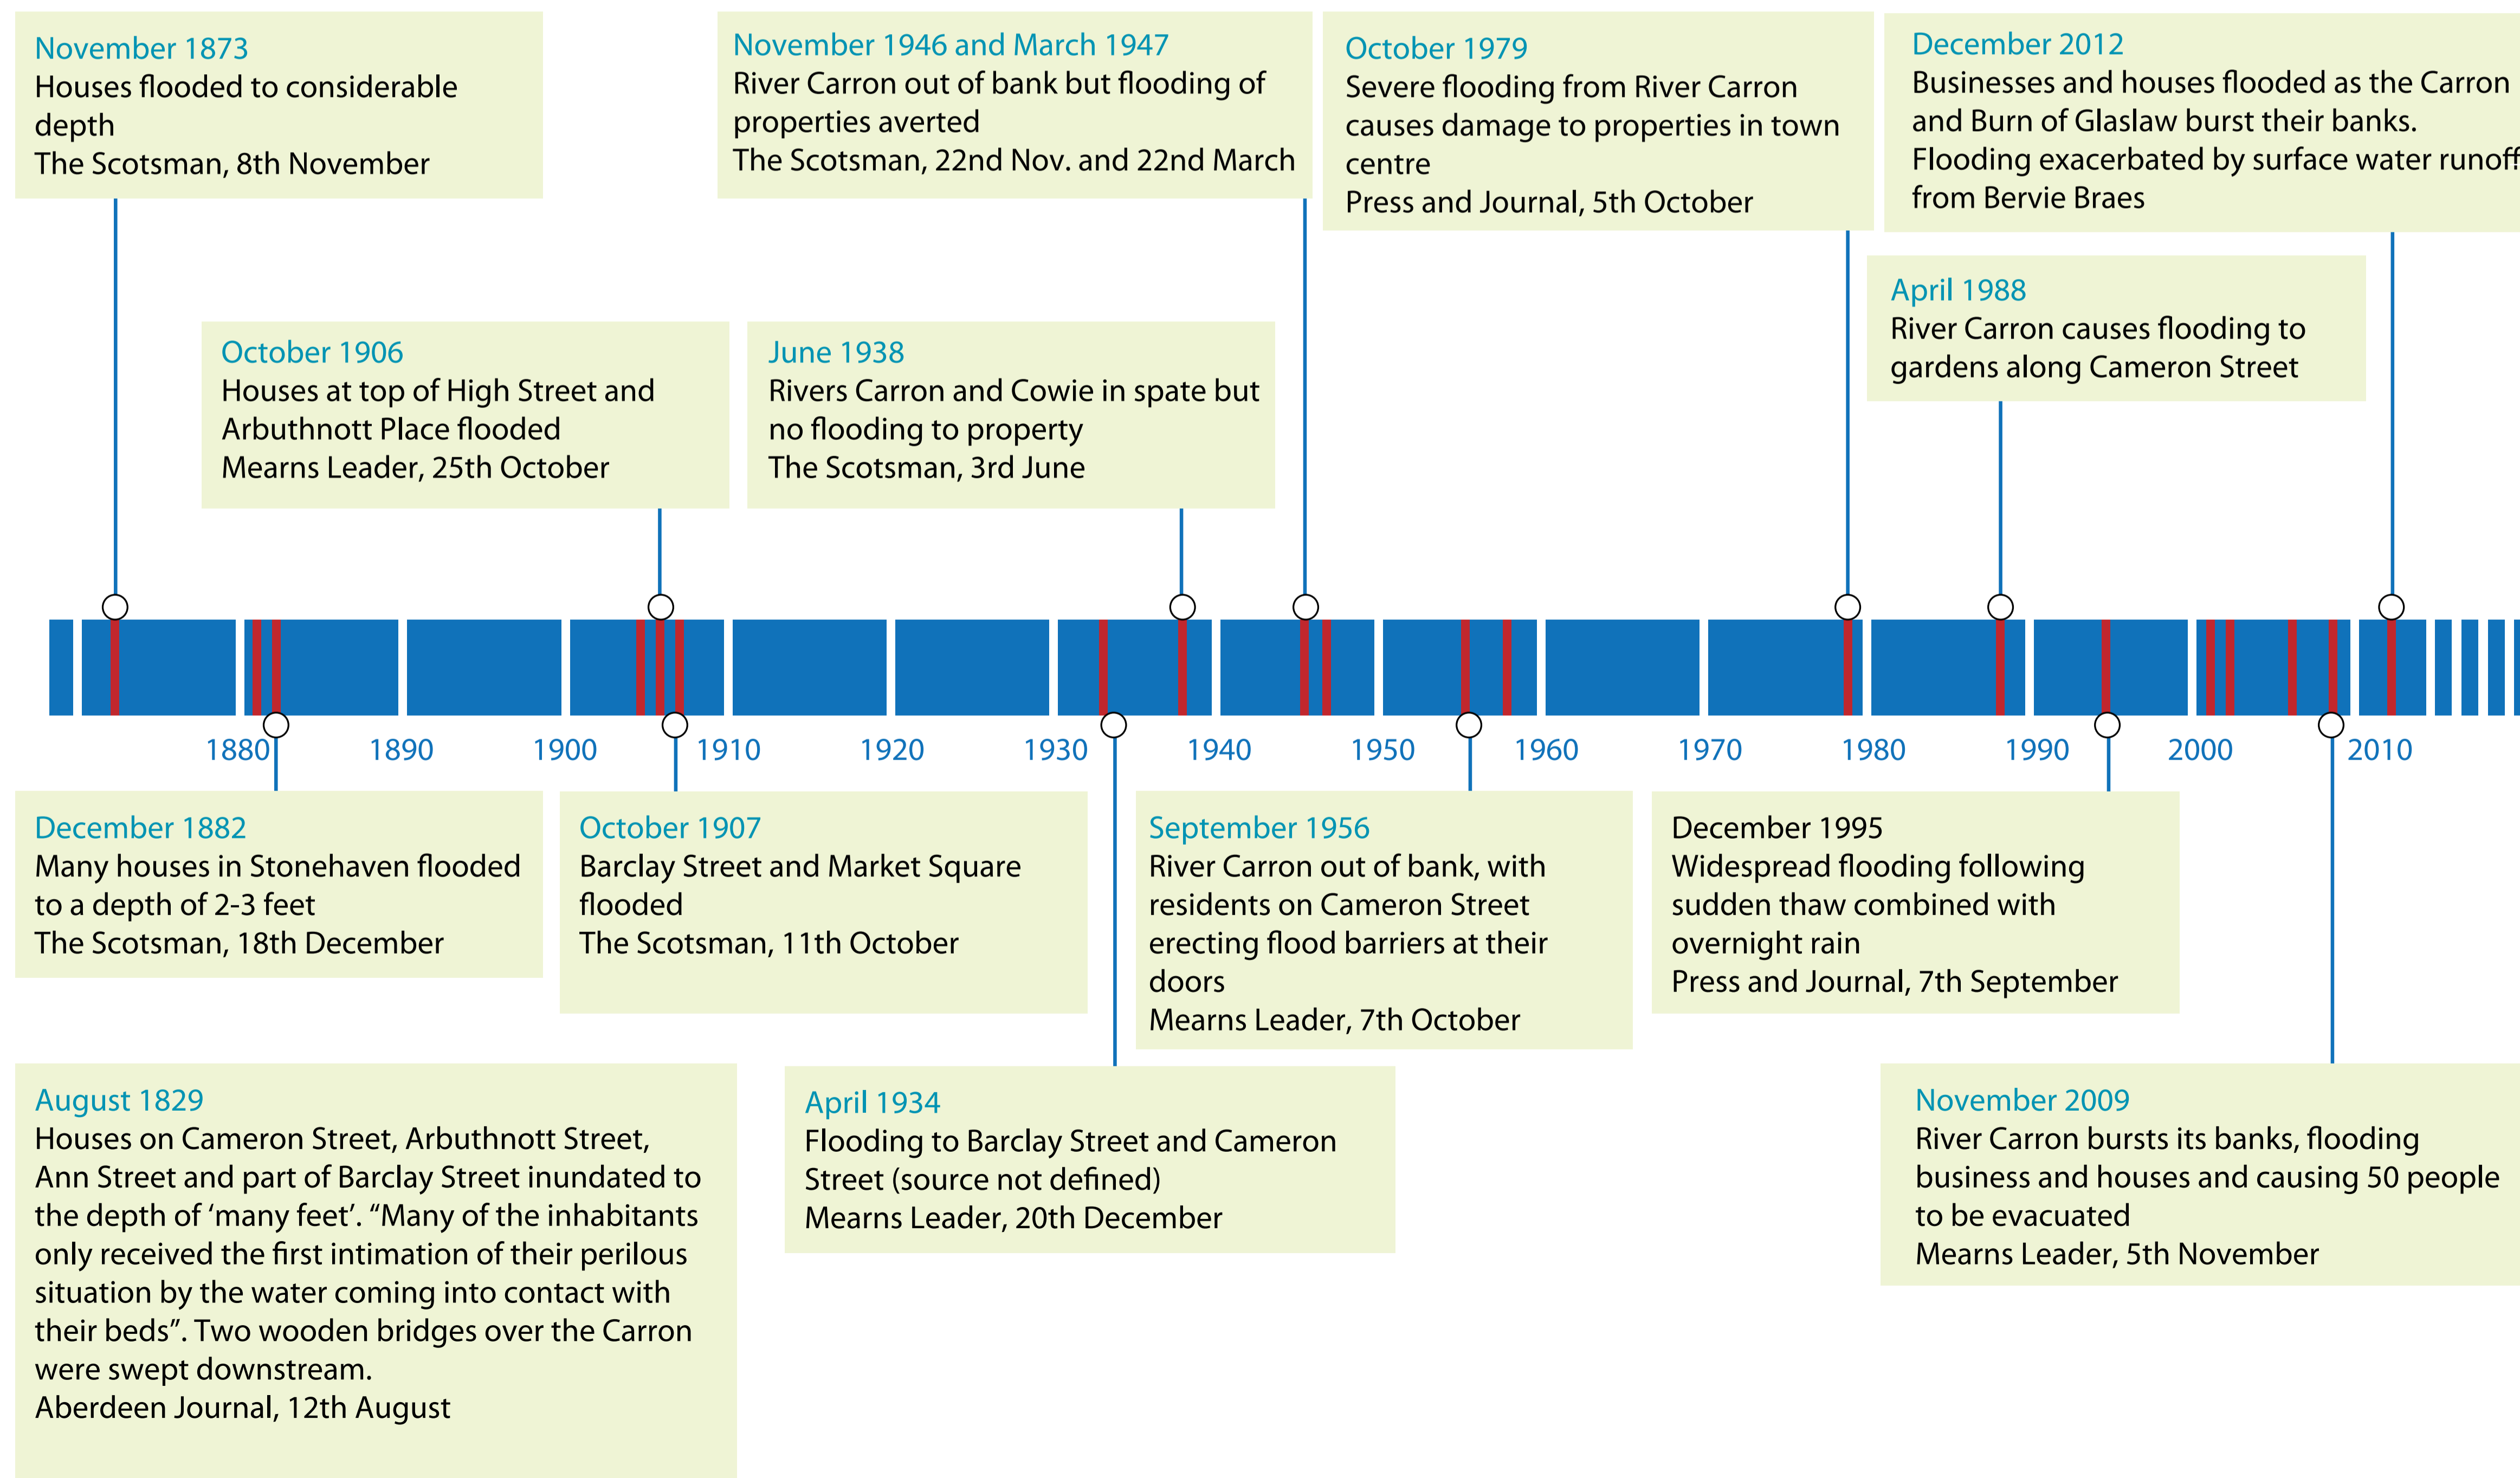 November 1873
Houses flooded to considerable
depth
The Scotsman, 8th November
November 1946 and March 1947
River Carron out of bank but flooding of
properties averted
The Scotsman, 22nd Nov. and 22nd March
October 1979
Severe flooding from River Carron
causes damage to properties in town
centre
Press and Journal, 5th October
December 2012
Businesses and houses flooded as the Carron
and Burn of Glaslaw burst their banks.
Flooding exacerbated by surface water runoff
from Bervie Braes
October 1906
Houses at top of High Street and
Arbuthnott Place flooded
Mearns Leader, 25th October
June 1938
Rivers Carron and Cowie in spate but
no flooding to property
The Scotsman, 3rd June
April 1988
River Carron causes flooding to
gardens along Cameron Street
1880 1890 1900 1910 1920 1930 1940 1950 1960 1970 1980 1990 2000 2010
December 1882
Many houses in Stonehaven flooded
to a depth of 2-3 feet
The Scotsman, 18th December
October 1907
Barclay Street and Market Square
flooded
The Scotsman, 11th October
September 1956
River Carron out of bank, with
residents on Cameron Street
erecting flood barriers at their
doors
Mearns Leader, 7th October
December 1995
Widespread flooding following
sudden thaw combined with
overnight rain
Press and Journal, 7th September
August 1829
Houses on Cameron Street, Arbuthnott Street,
Ann Street and part of Barclay Street inundated to
the depth of ‘many feet’. “Many of the inhabitants
only received the first intimation of their perilous
situation by the water coming into contact with
their beds”. Two wooden bridges over the Carron
were swept downstream.
Aberdeen Journal, 12th August
April 1934
Flooding to Barclay Street and Cameron
Street (source not defined)
Mearns Leader, 20th December
November 2009
River Carron bursts its banks, flooding
business and houses and causing 50 people
to be evacuated
Mearns Leader, 5th November